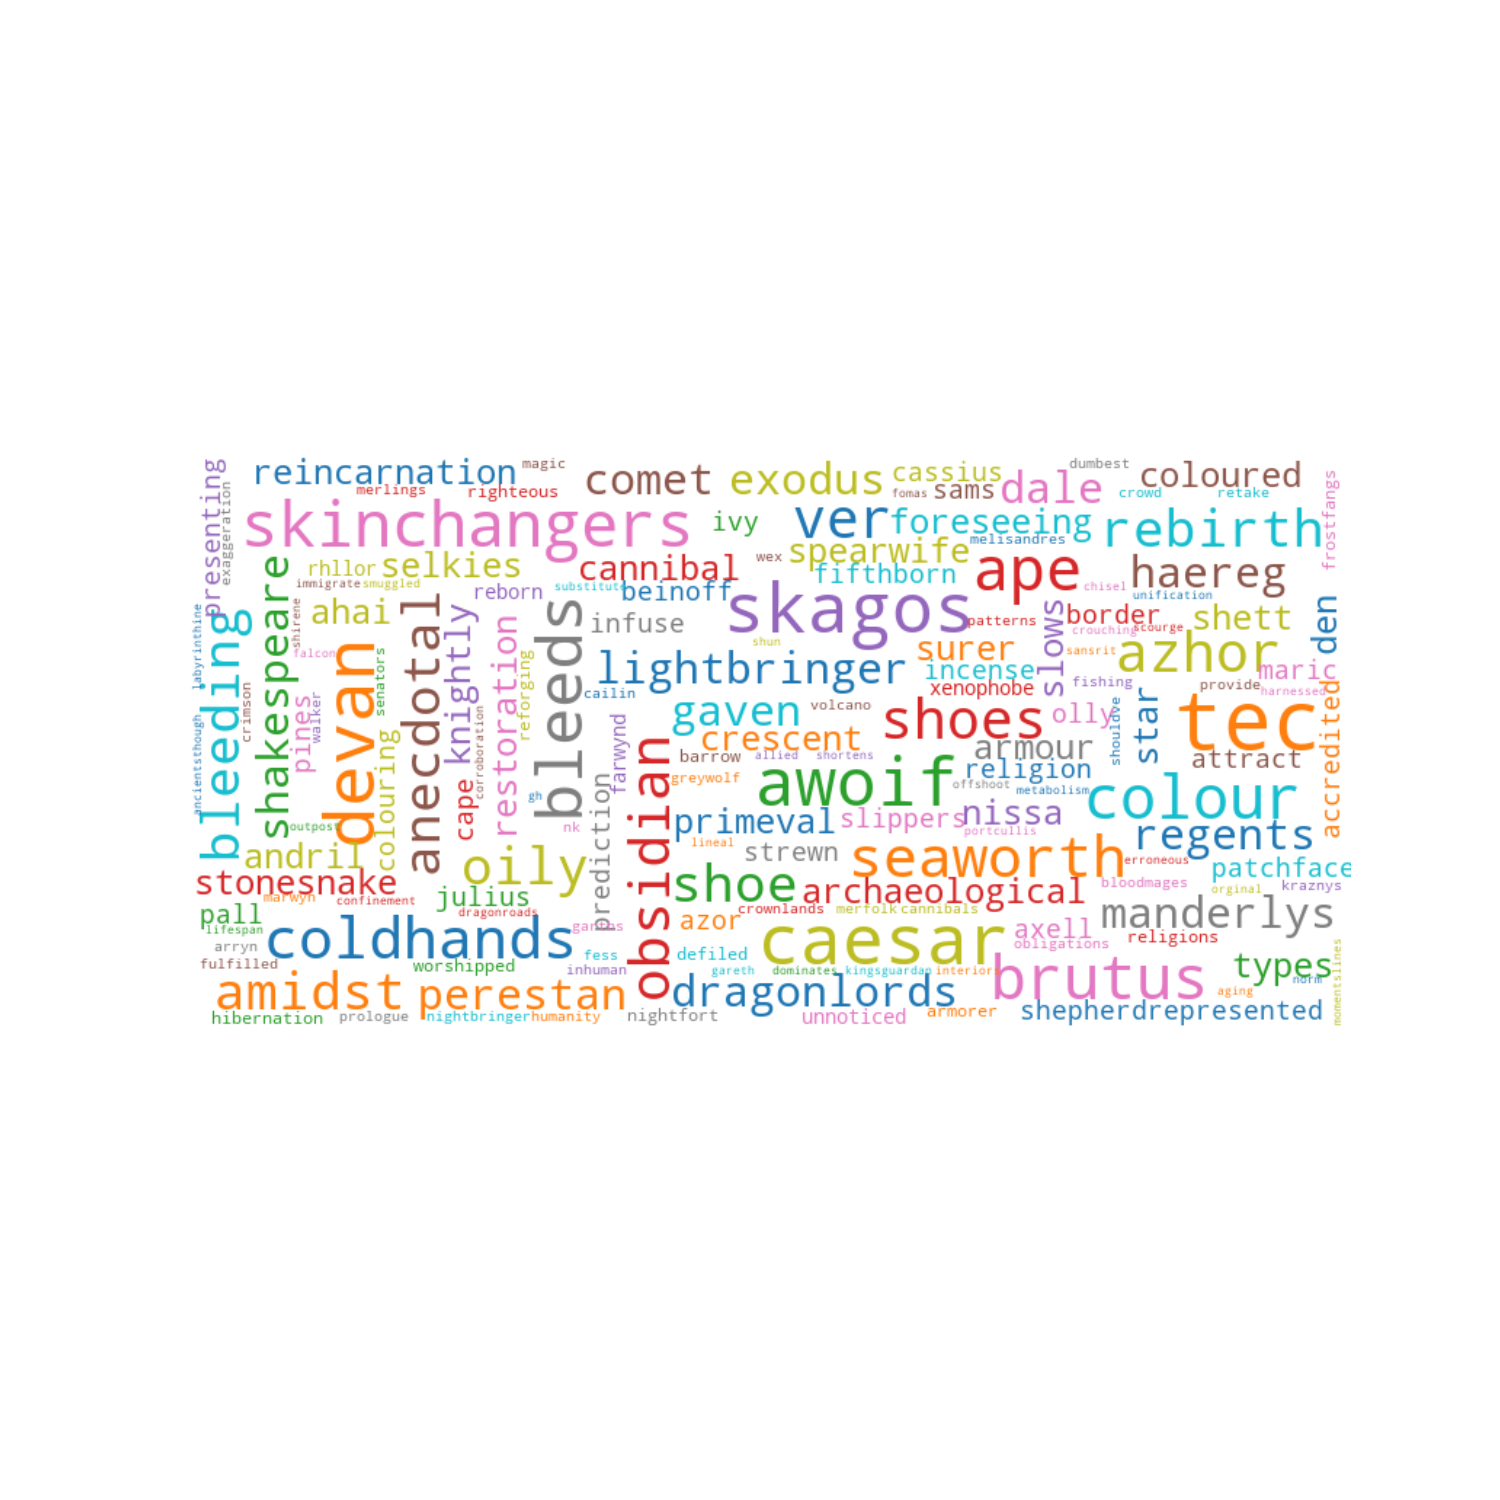 reincarnation
magic
comet
exodus
cassius
dumbest
coloured
merlings
righteous
fomas
sams
dale
crowd
retake
frostfangs
presenting
exaggeration
skinchangers
ivy
ver
foreseeing
melisandres
rebirth
rhllor
selkies
cannibal
wex
spearwife
ape
haereg
immigrate
smuggled
substitute
fifthborn
chisel
unification
shakespeare
reborn
beinoff
skagos
patterns
border
scourge
shett
den
ahai
shirene
infuse
crouching
shun
surer
slows
sansrit
azhor
labyrinthine
bleeding
falcon
devan
senators
anecdotal
knightly
restoration
reforging
bleeds
lightbringer
incense
maric
cailin
xenophobe
fishing
provide
harnessed
crimson
pines
walker
gaven
volcano
shoes
olly
shouldve
star
tec
accredited
ancientsthough
colouring
corroboration
cape
farwynd
crescent
armour
attract
barrow
allied
shortens
religion
greywolf
awoif
offshoot
metabolism
colour
gh
prediction
obsidian
primeval
slippers
nissa
portcullis
regents
outpost
nk
lineal
andril
oily
strewn
seaworth
erroneous
patchface
stonesnake
marwyn
confinement
julius
shoe
archaeological
bloodmages
orginal
kraznys
pall
dragonroads
crownlands
merfolk
cannibals
manderlys
lifespan
gantos
azor
axell
religions
arryn
coldhands
caesar
obligations
fulfilled
worshipped
fess
inhuman
defiled
gareth
dominates
kingsguardap
interiors
brutus
types
norm
momentslines
amidst
perestan
dragonlords
aging
hibernation
prologue
nightbringer
humanity
nightfort
unnoticed
armorer
shepherdrepresented